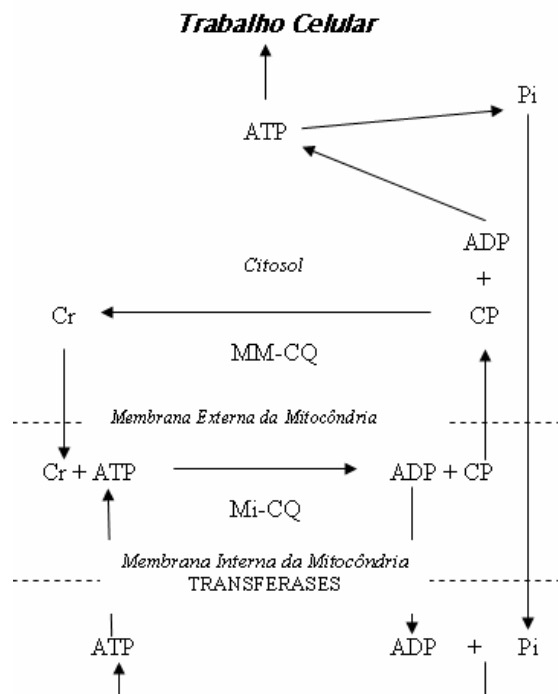 Trabalho Celular
Pi
ATP
ADP
+
Citosol
Cr
CP
MM-CQ
Membrana Externa da Mitocôndria
Cr + ATP
ADP + CP
Mi-CQ
Membrana Interna da Mitocôndria
TRANSFERASES
ATP
ADP + Pi